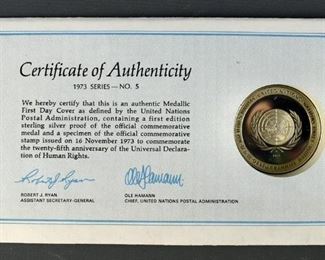 Certificate of Authenticity
1973 SERIES — NO. 5
We hereby certify that this is an authentic Medallic
First Day Cover as defined by the United Nations
Postal Administration, containing a first edition
sterling silver proof of the official commemorative
medal and a specimen of the official commemorative
stamp issued on 16 November 1973 to commemorate
the twenty-fifth anniversary of the Universal Declara-
tion of Human Rights.
Robert J. Ryan
Ole Hamann
ROBERT J. RYAN
ASSISTANT SECRETARY-GENERAL
OLE HAMANN
CHIEF, UNITED NATIONS POSTAL ADMINISTRATION